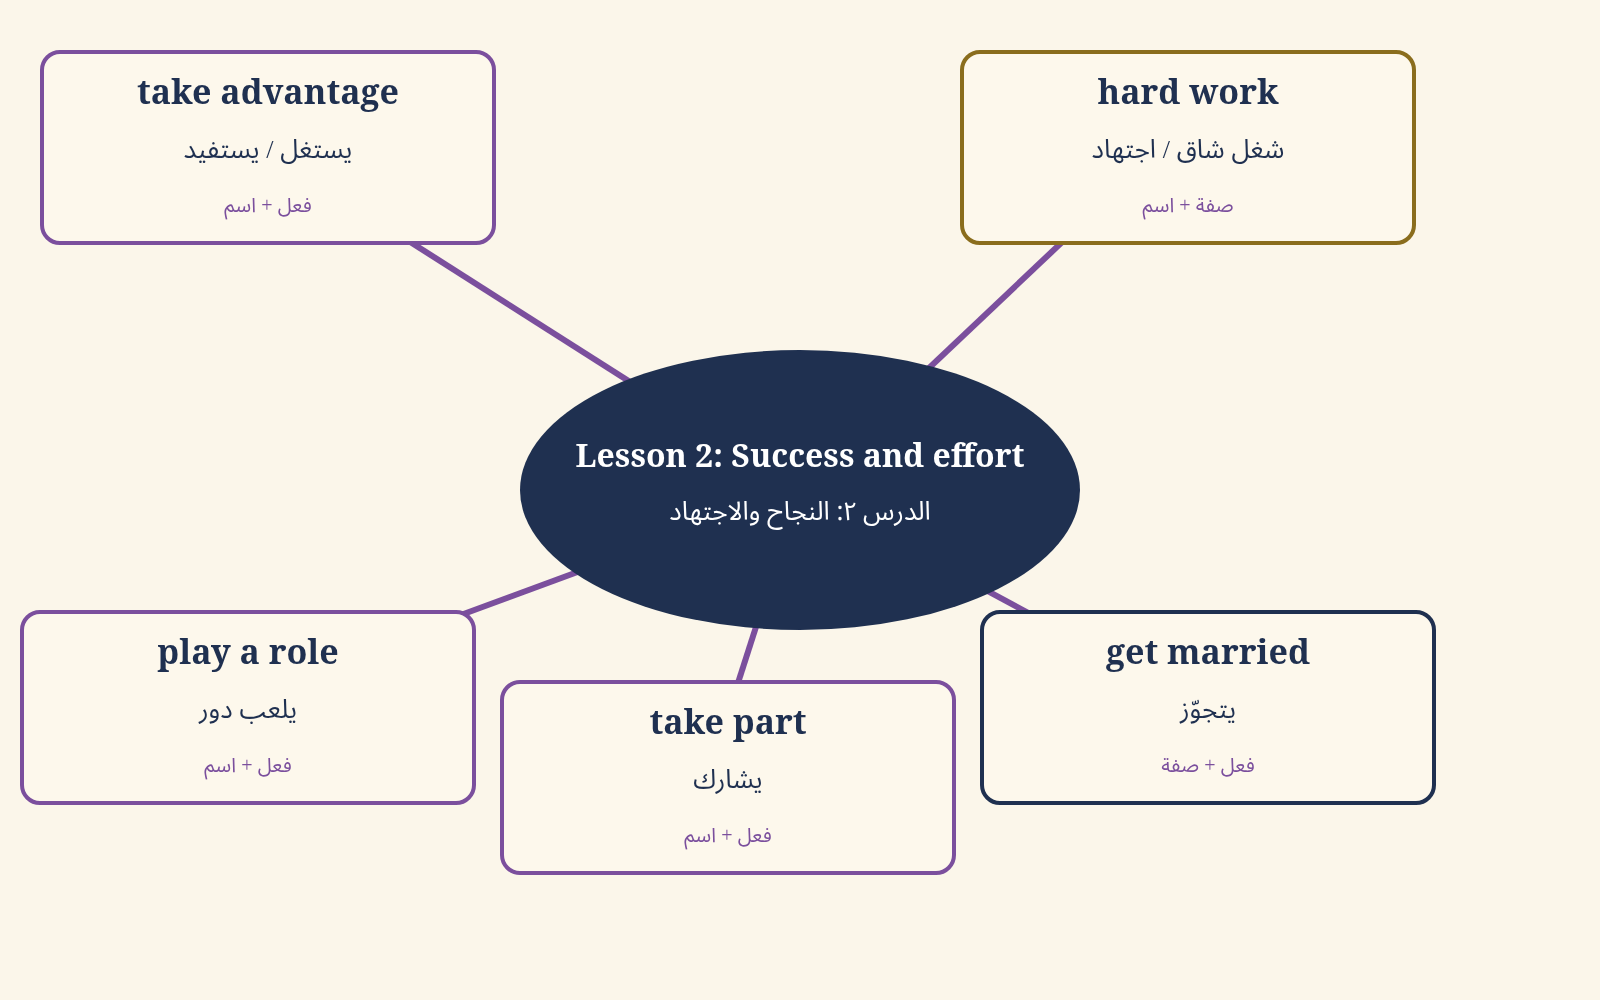 take advantage
يستغل / يستفيد
فعل + اسم
hard work
شغل شاق / اجتهاد
صفة + اسم
Lesson 2: Success and effort
الدرس ٢: النجاح والاجتهاد
play a role
يلعب دور
فعل + اسم
take part
يشارك
فعل + اسم
get married
يتجوّز
فعل + صفة